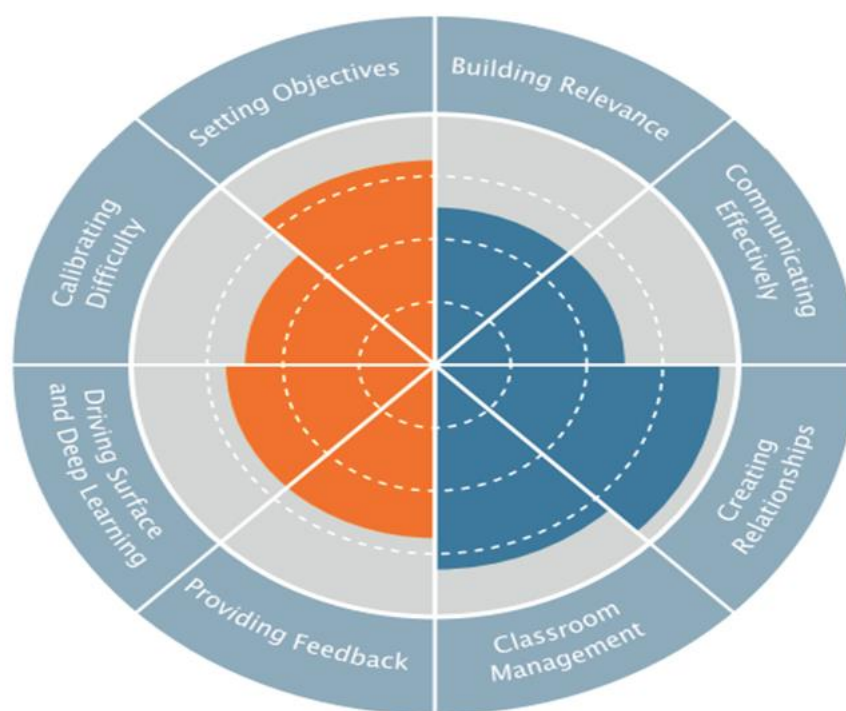 Setting Objectives
Building Relevance
Communicating
Effectively
Creating
Relationships
Classroom
Management
Providing Feedback
Driving Surface
and Deep Learning
Calibrating
Difficulty